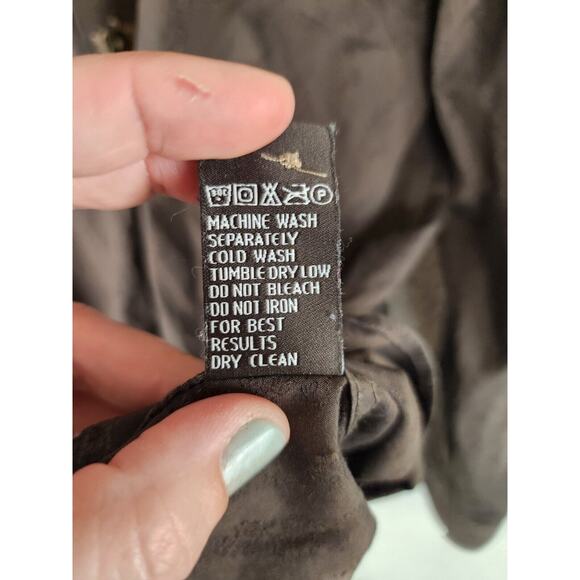 30C P
MACHINE WASH
SEPARATELY
COLD WASH
TUMBLE DRY LOW
DO NOT BLEACH
DO NOT IRON
FOR BEST
RESULTS
DRY CLEAN